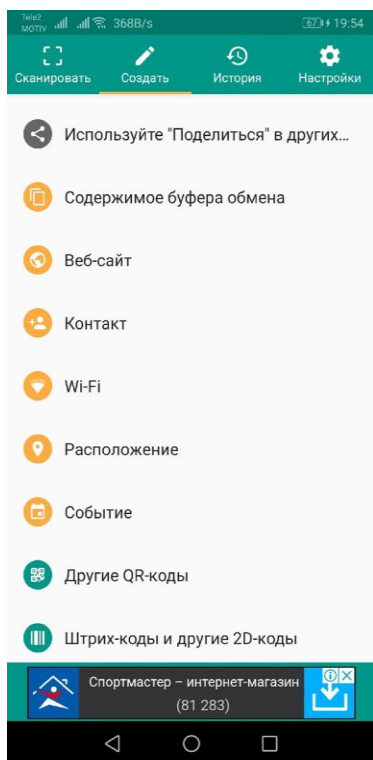 Tele2
MOTIV
368B/s
67
19:54
Сканировать
Создать
История
Настройки
Используйте "Поделиться" в других...
Содержимое буфера обмена
Веб-сайт
Контакт
Wi-Fi
Расположение
Событие
Другие QR-коды
Штрих-коды и другие 2D-коды
Спортмастер – интернет-магазин
(81 283)